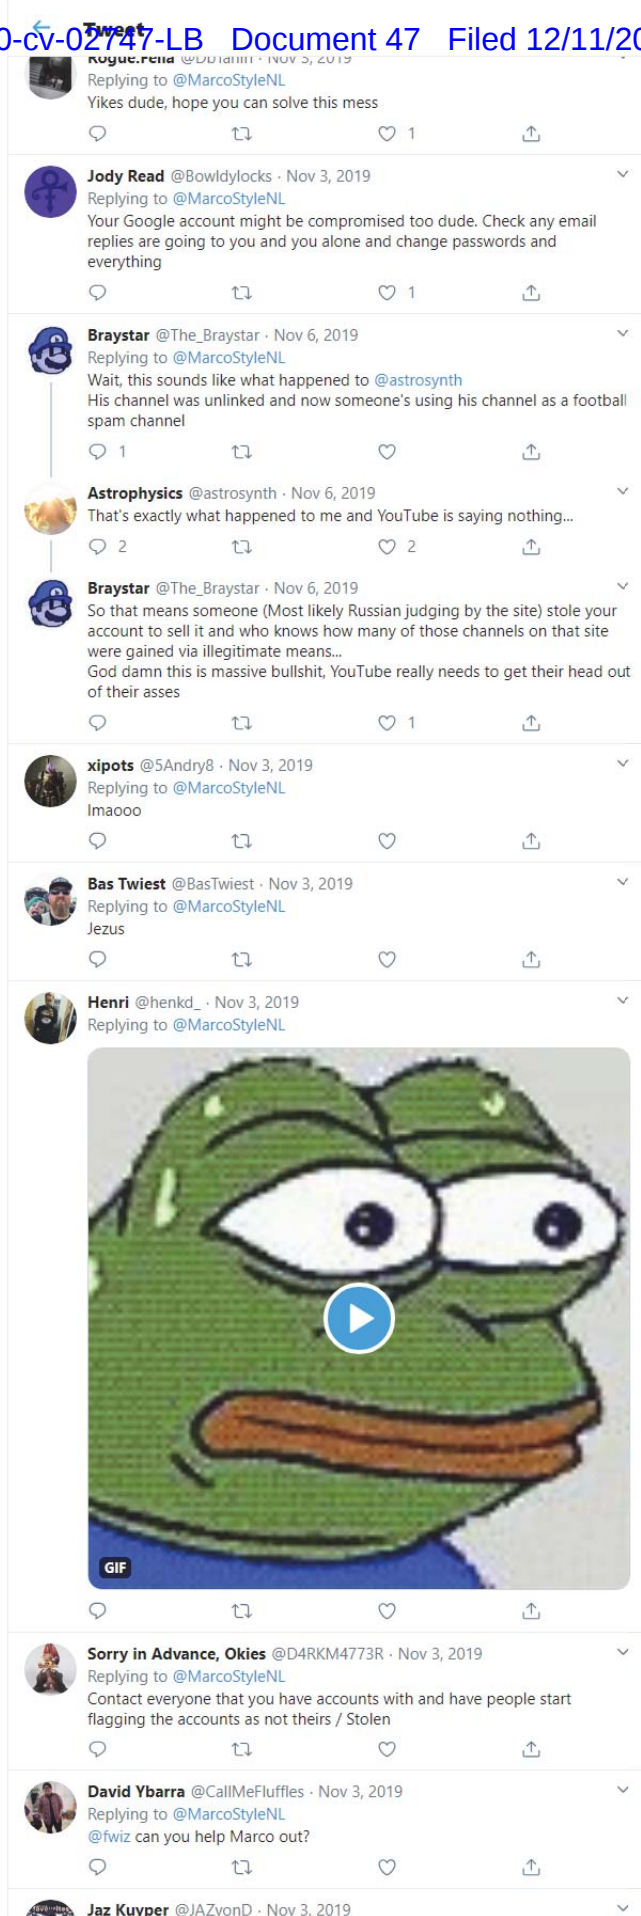 Tweet
0-cv-02747-LB Document 47 Filed 12/11/20
Rogue.Fella @DbTahin · Nov 3, 2019
Replying to @MarcoStyleNL
Yikes dude, hope you can solve this mess
1
Jody Read @Bowldylocks · Nov 3, 2019
Replying to @MarcoStyleNL
Your Google account might be compromised too dude. Check any email
replies are going to you and you alone and change passwords and
everything
1
Braystar @The_Braystar · Nov 6, 2019
Replying to @MarcoStyleNL
Wait, this sounds like what happened to @astrosynth
His channel was unlinked and now someone's using his channel as a football
spam channel
1
Astrophysics @astrosynth · Nov 6, 2019
That's exactly what happened to me and YouTube is saying nothing...
2 2
Braystar @The_Braystar · Nov 6, 2019
So that means someone (Most likely Russian judging by the site) stole your
account to sell it and who knows how many of those channels on that site
were gained via illegitimate means...
God damn this is massive bullshit, YouTube really needs to get their head out
of their asses
1
xipots @5Andry8 · Nov 3, 2019
Replying to @MarcoStyleNL
lmaooo
Bas Twiest @BasTwiest · Nov 3, 2019
Replying to @MarcoStyleNL
Jezus
Henri @henkd_ · Nov 3, 2019
Replying to @MarcoStyleNL
GIF
Sorry in Advance, Okies @D4RKM4773R · Nov 3, 2019
Replying to @MarcoStyleNL
Contact everyone that you have accounts with and have people start
flagging the accounts as not theirs / Stolen
David Ybarra @CallMeFluffles · Nov 3, 2019
Replying to @MarcoStyleNL
@fwiz can you help Marco out?
Jaz Kuyper @JAZvonD · Nov 3, 2019